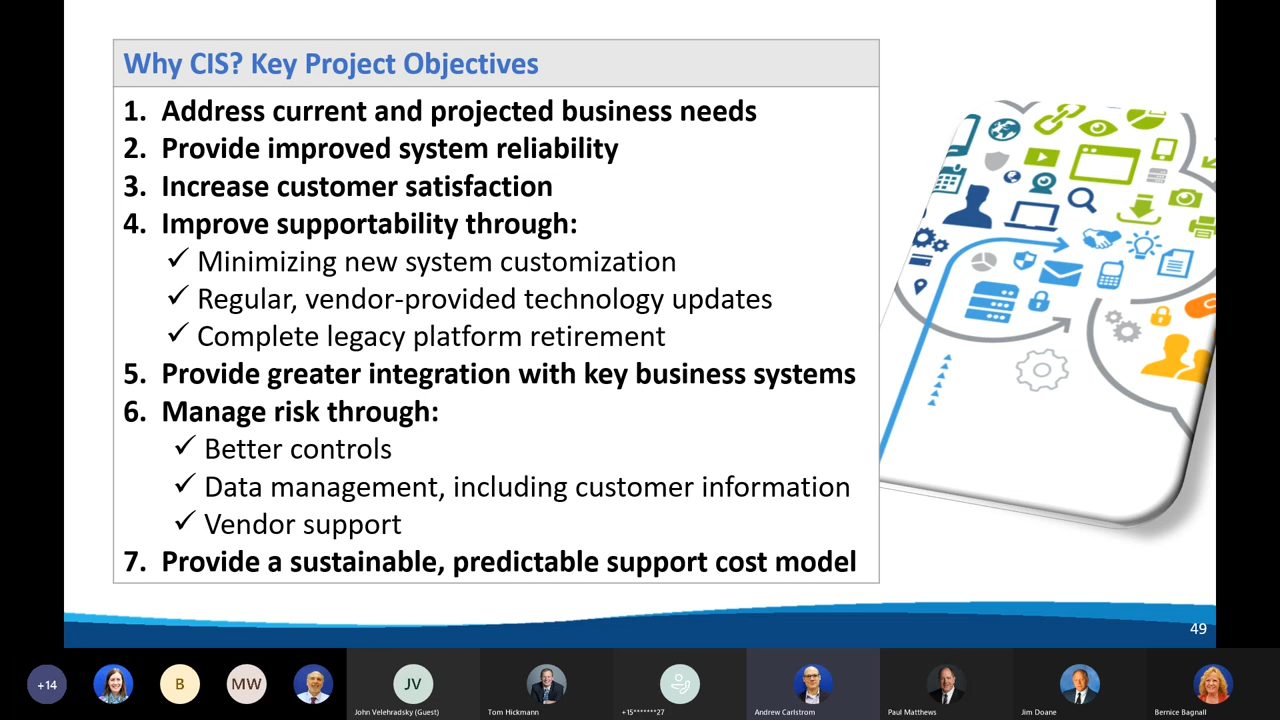 Why CIS? Key Project Objectives
1. Address current and projected business needs
2. Provide improved system reliability
3. Increase customer satisfaction
4. Improve supportability through:
✓ Minimizing new system customization
✓ Regular, vendor-provided technology updates
✓ Complete legacy platform retirement
5. Provide greater integration with key business systems
6. Manage risk through:
✓ Better controls
✓ Data management, including customer information
✓ Vendor support
7. Provide a sustainable, predictable support cost model
49
+14
B
MW
JV
John Velehradsky (Guest)
Tom Hickmann
+15*******27
Andrew Carlstrom
Paul Matthews
Jim Doane
Bernice Bagnall